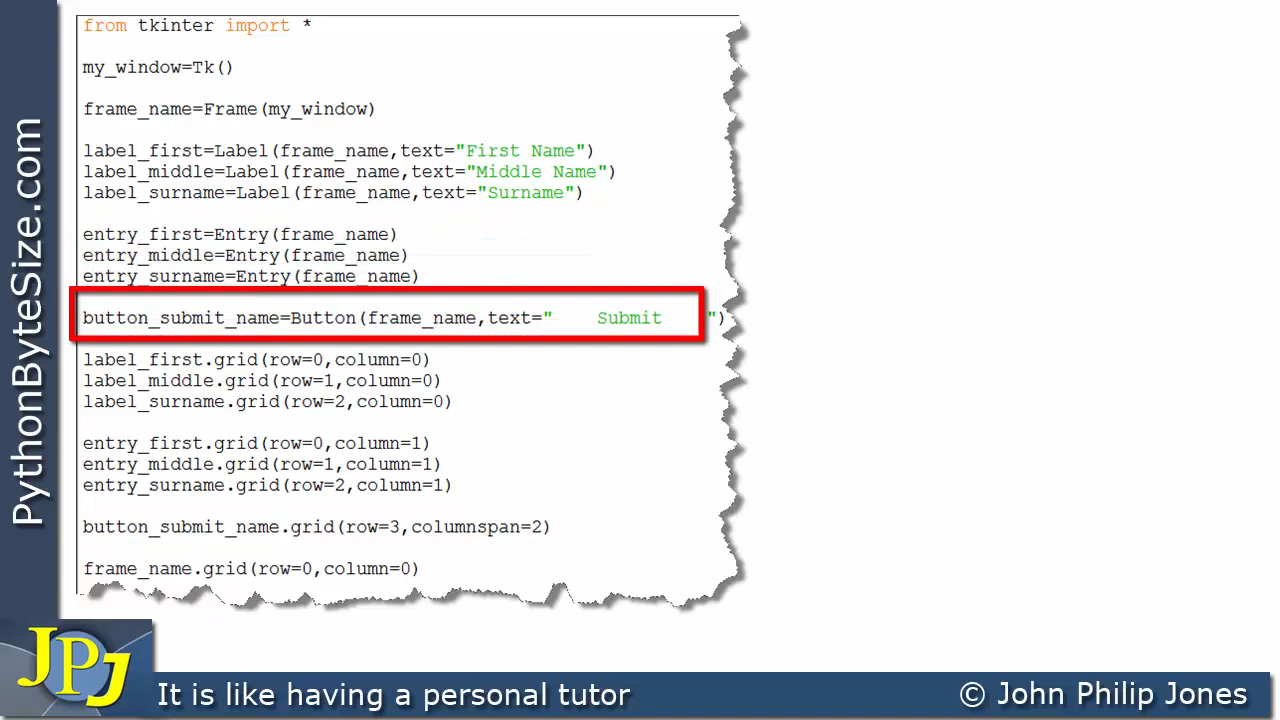 from tkinter import *
my_window=Tk()
frame_name=Frame(my_window)
label_first=Label(frame_name,text="First Name")
label_middle=Label(frame_name,text="Middle Name")
label_surname=Label(frame_name,text="Surname")
entry_first=Entry(frame_name)
entry_middle=Entry(frame_name)
entry_surname=Entry(frame_name)
button_submit_name=Button(frame_name,text="    Submit    ")
label_first.grid(row=0,column=0)
label_middle.grid(row=1,column=0)
label_surname.grid(row=2,column=0)
entry_first.grid(row=0,column=1)
entry_middle.grid(row=1,column=1)
entry_surname.grid(row=2,column=1)
button_submit_name.grid(row=3,columnspan=2)
frame_name.grid(row=0,column=0)
PythonByteSize.com
JPJ
It is like having a personal tutor
© John Philip Jones